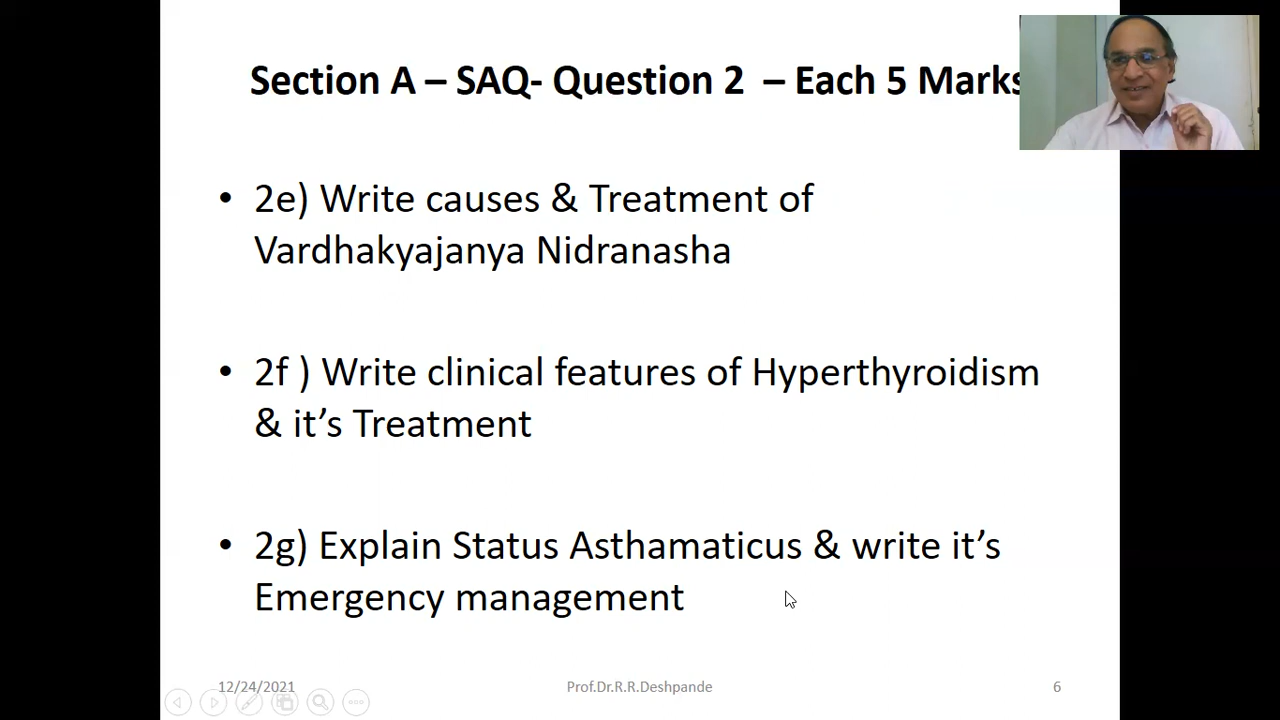 Section A – SAQ- Question 2 – Each 5 Marks
• 2e) Write causes & Treatment of
Vardhakyajanya Nidranasha
• 2f ) Write clinical features of Hyperthyroidism
& it’s Treatment
• 2g) Explain Status Asthamaticus & write it’s
Emergency management
12/24/2021 Prof.Dr.R.R.Deshpande 6